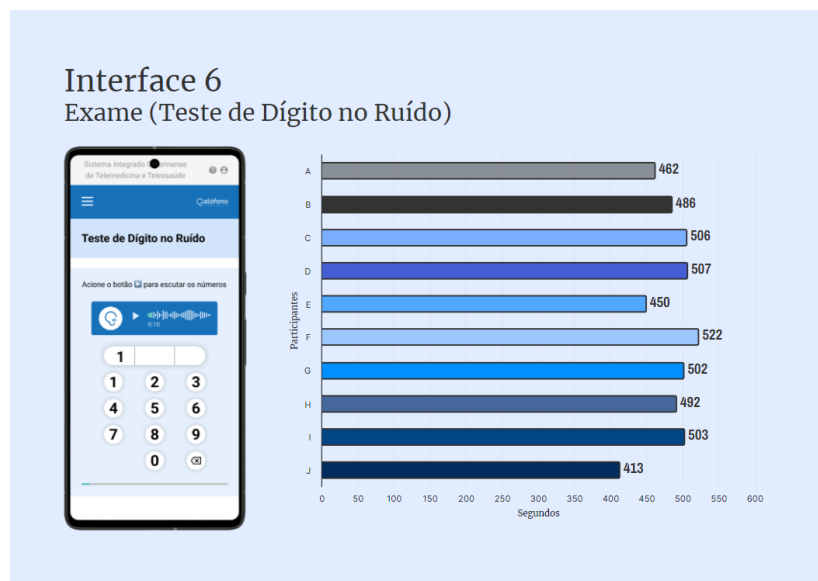 Interface 6
Exame (Teste de Dígito no Ruído)
Sistema Integrado
de Telemedicina e Telessaúde
Teste de Dígito no Ruído
Acione o botão para escutar os números
0:10
1
1 2 3
4 5 6
7 8 9
0
Participantes
A 462
B 486
C 506
D 507
E 450
F 522
G 502
H 492
I 503
J 413
0 50 100 150 200 250 300 350 400 450 500 550 600
Segundos